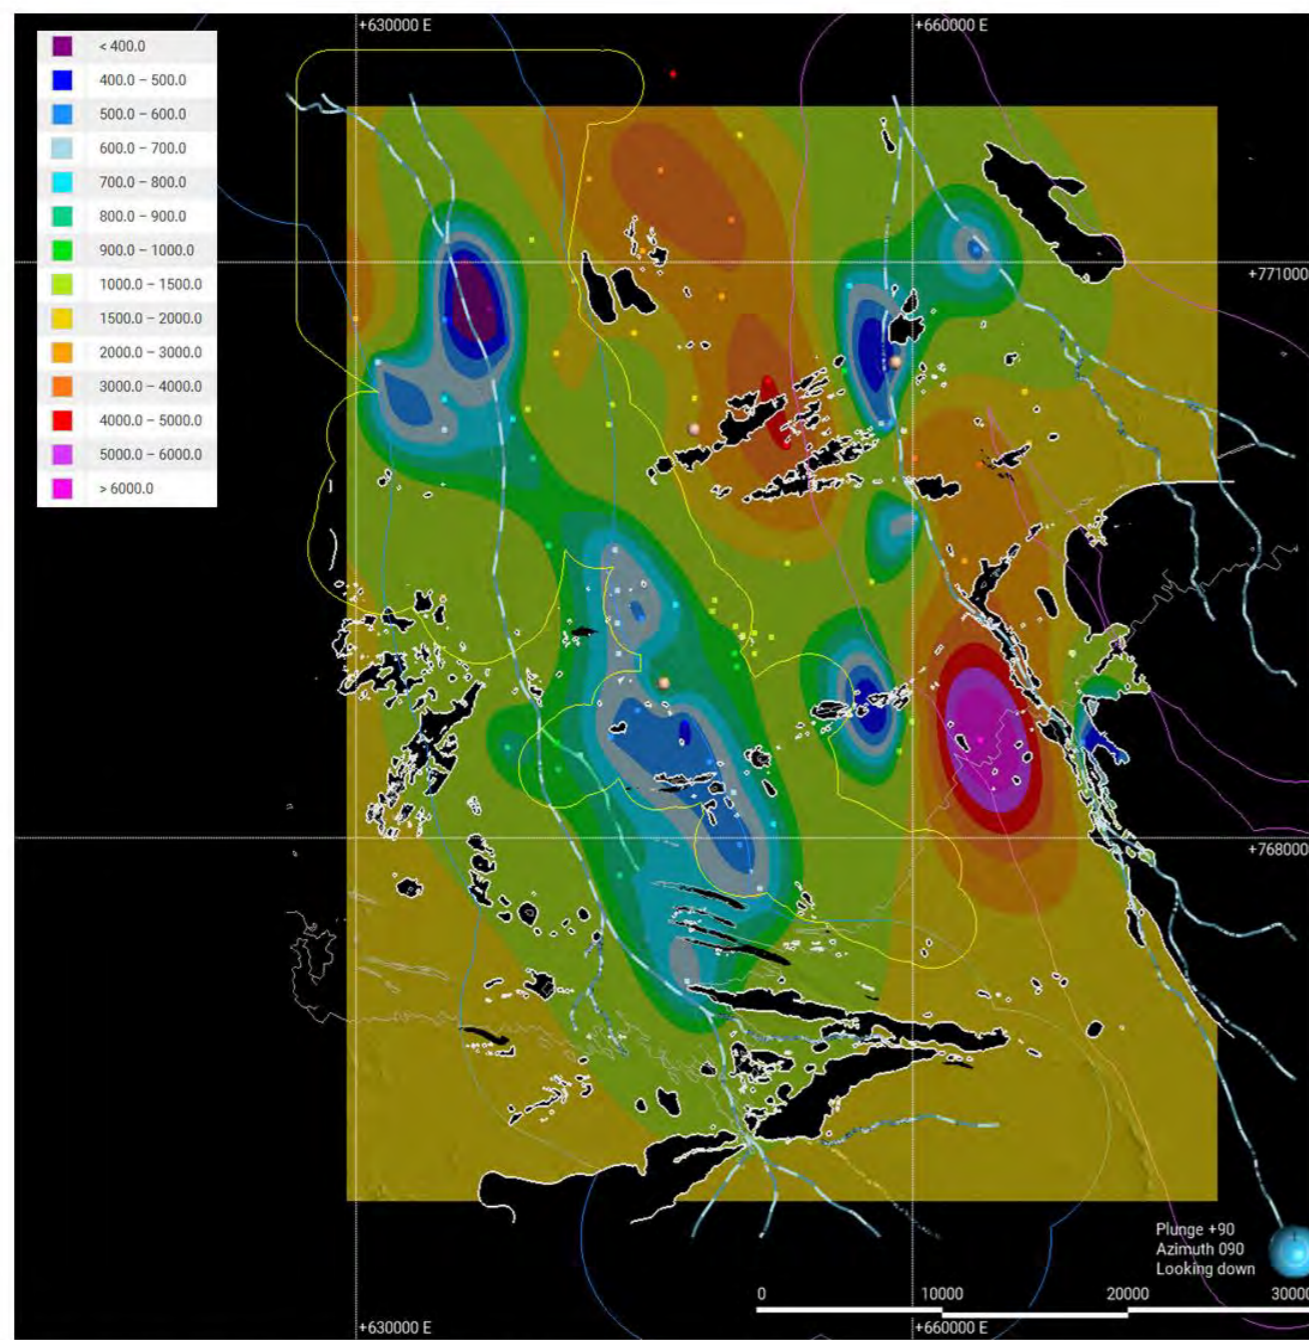 +630000 E
+660000 E
< 400.0
400.0 – 500.0
500.0 – 600.0
600.0 – 700.0
700.0 – 800.0
800.0 – 900.0
900.0 – 1000.0
1000.0 – 1500.0
1500.0 – 2000.0
2000.0 – 3000.0
3000.0 – 4000.0
4000.0 – 5000.0
5000.0 – 6000.0
> 6000.0
+771000
+768000
Plunge +90
Azimuth 090
Looking down
0 10000 20000 30000
+630000 E
+660000 E